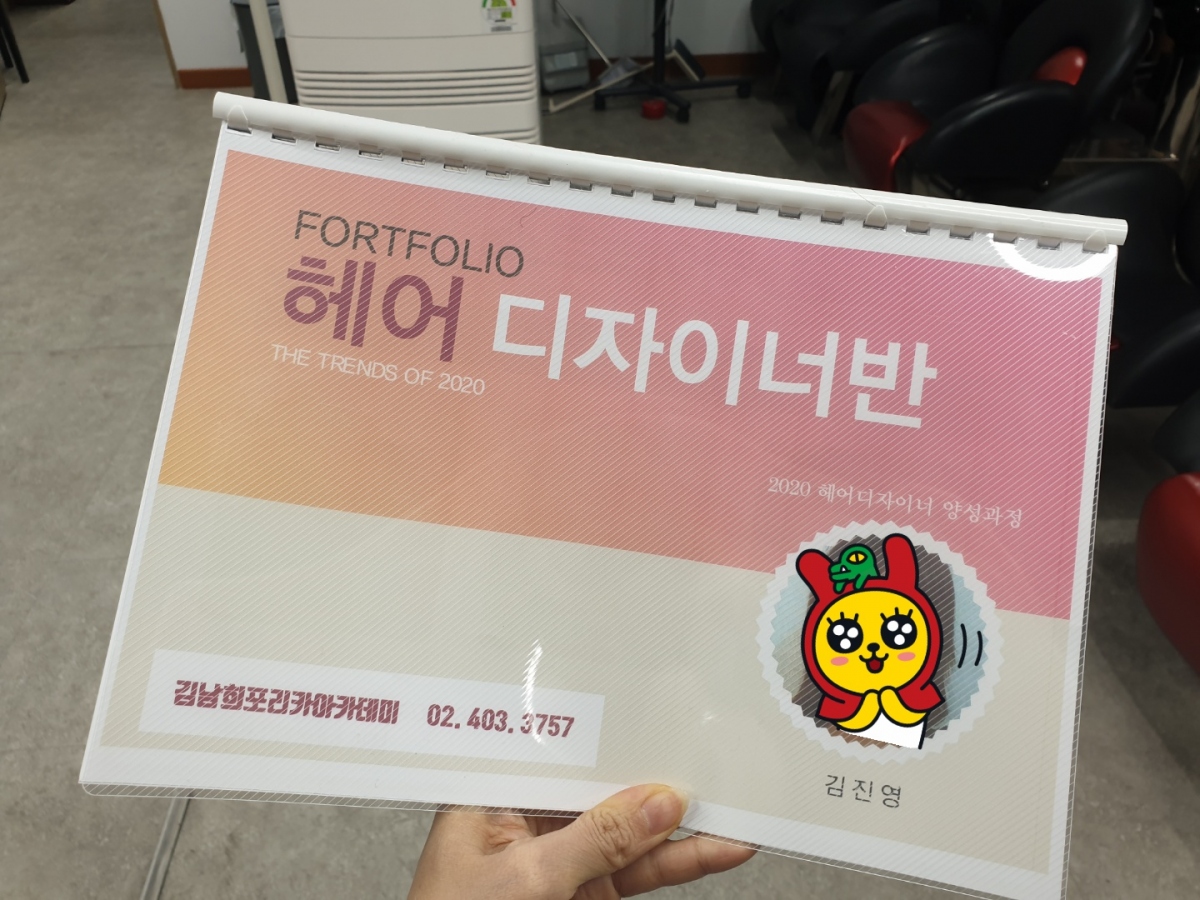 FORTFOLIO
헤어 디자이너반
THE TRENDS OF 2020
2020 헤어디자이너 양성과정
김남희포리카아카데미 02. 403. 3757
김진영